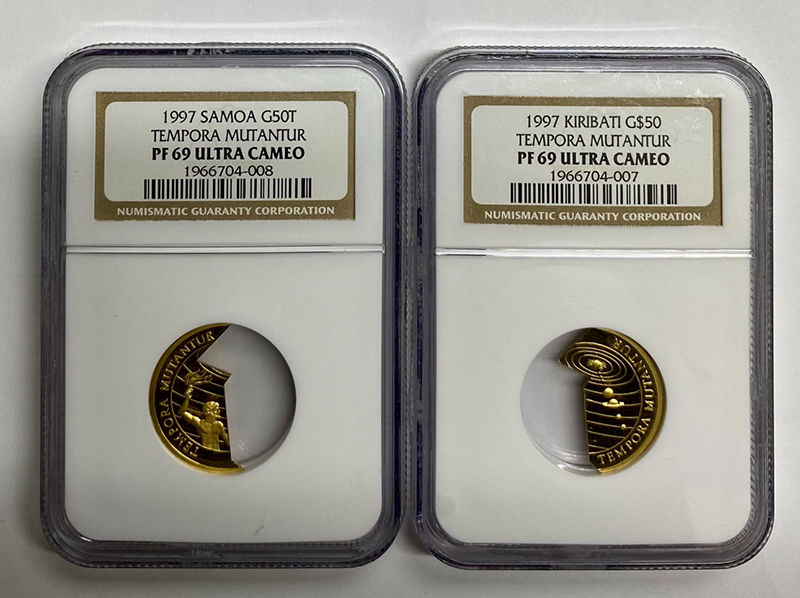 1997 SAMOA G50T
TEMPORA MUTANTUR
PF 69 ULTRA CAMEO
1966704-008
NUMISMATIC GUARANTY CORPORATION
TEMPORA MUTANTUR
1997 KIRIBATI G$50
TEMPORA MUTANTUR
PF 69 ULTRA CAMEO
1966704-007
NUMISMATIC GUARANTY CORPORATION
TEMPORA MUTANTUR